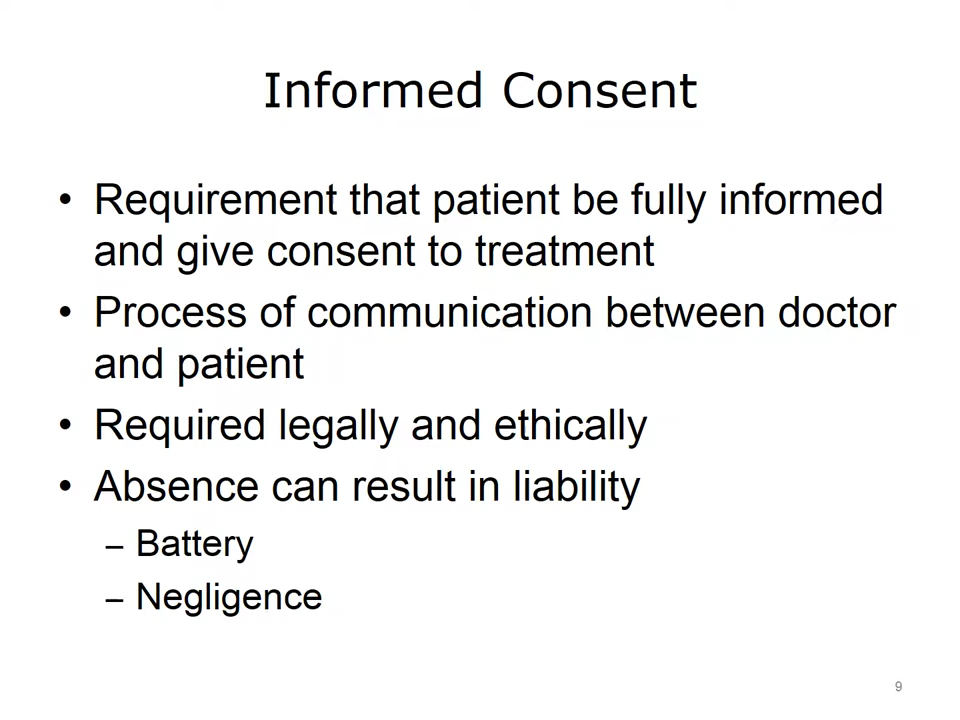 Informed Consent
• Requirement that patient be fully informed
and give consent to treatment
• Process of communication between doctor
and patient
• Required legally and ethically
• Absence can result in liability
– Battery
– Negligence
9